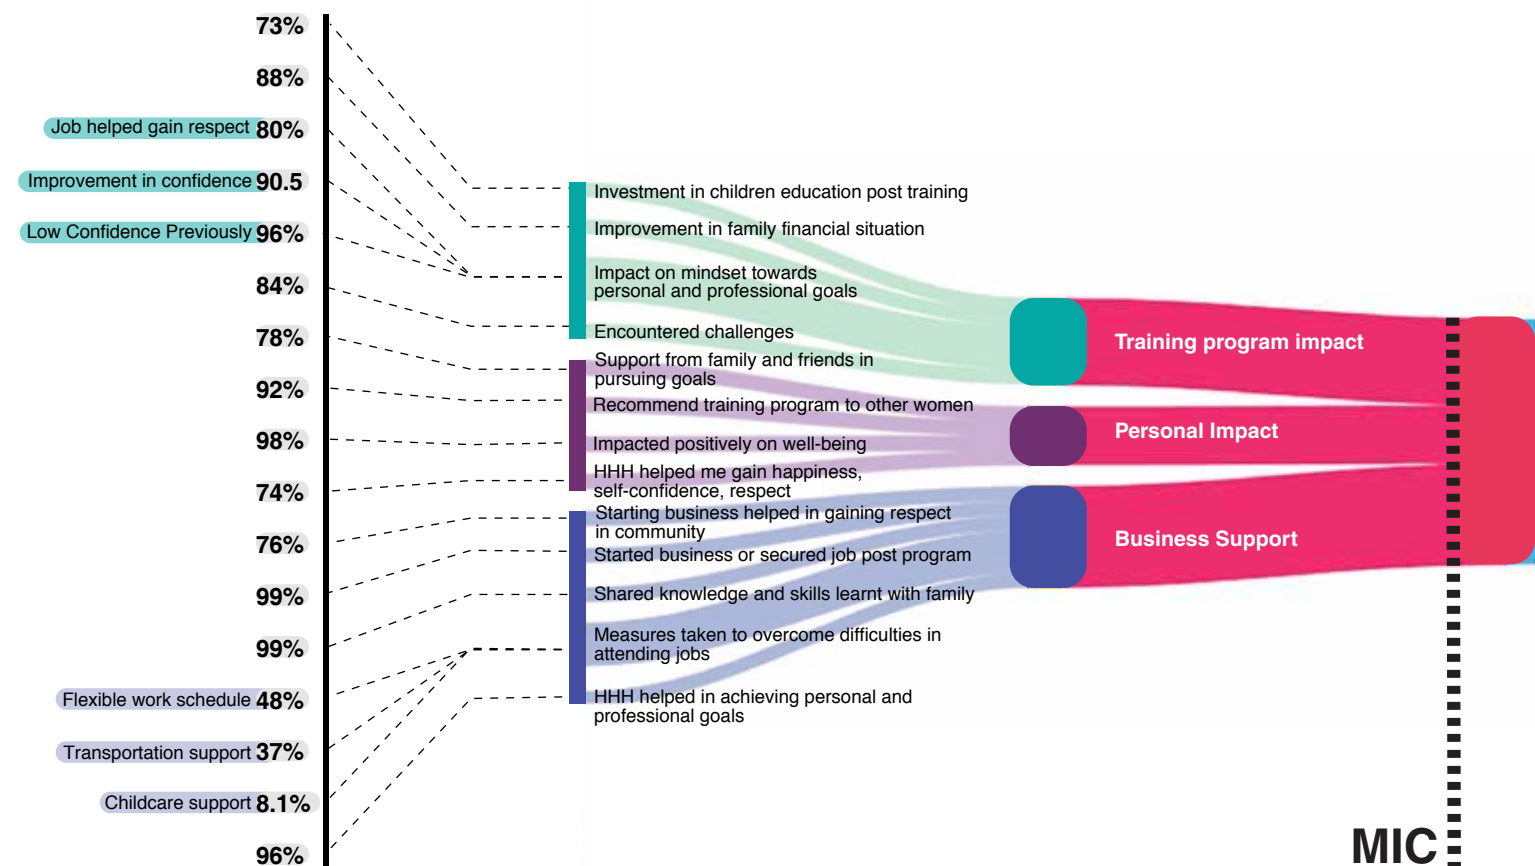 73%
88%
Job helped gain respect 80%
Improvement in confidence 90.5
Low Confidence Previously 96%
84%
78%
92%
98%
74%
76%
99%
99%
Flexible work schedule 48%
Transportation support 37%
Childcare support 8.1%
96%
Investment in children education post training
Improvement in family financial situation
Impact on mindset towards
personal and professional goals
Encountered challenges
Support from family and friends in
pursuing goals
Recommend training program to other women
Impacted positively on well-being
HHH helped me gain happiness,
self-confidence, respect
Starting business helped in gaining respect
in community
Started business or secured job post program
Shared knowledge and skills learnt with family
Measures taken to overcome difficulties in
attending jobs
HHH helped in achieving personal and
professional goals
Training program impact
Personal Impact
Business Support
MIC